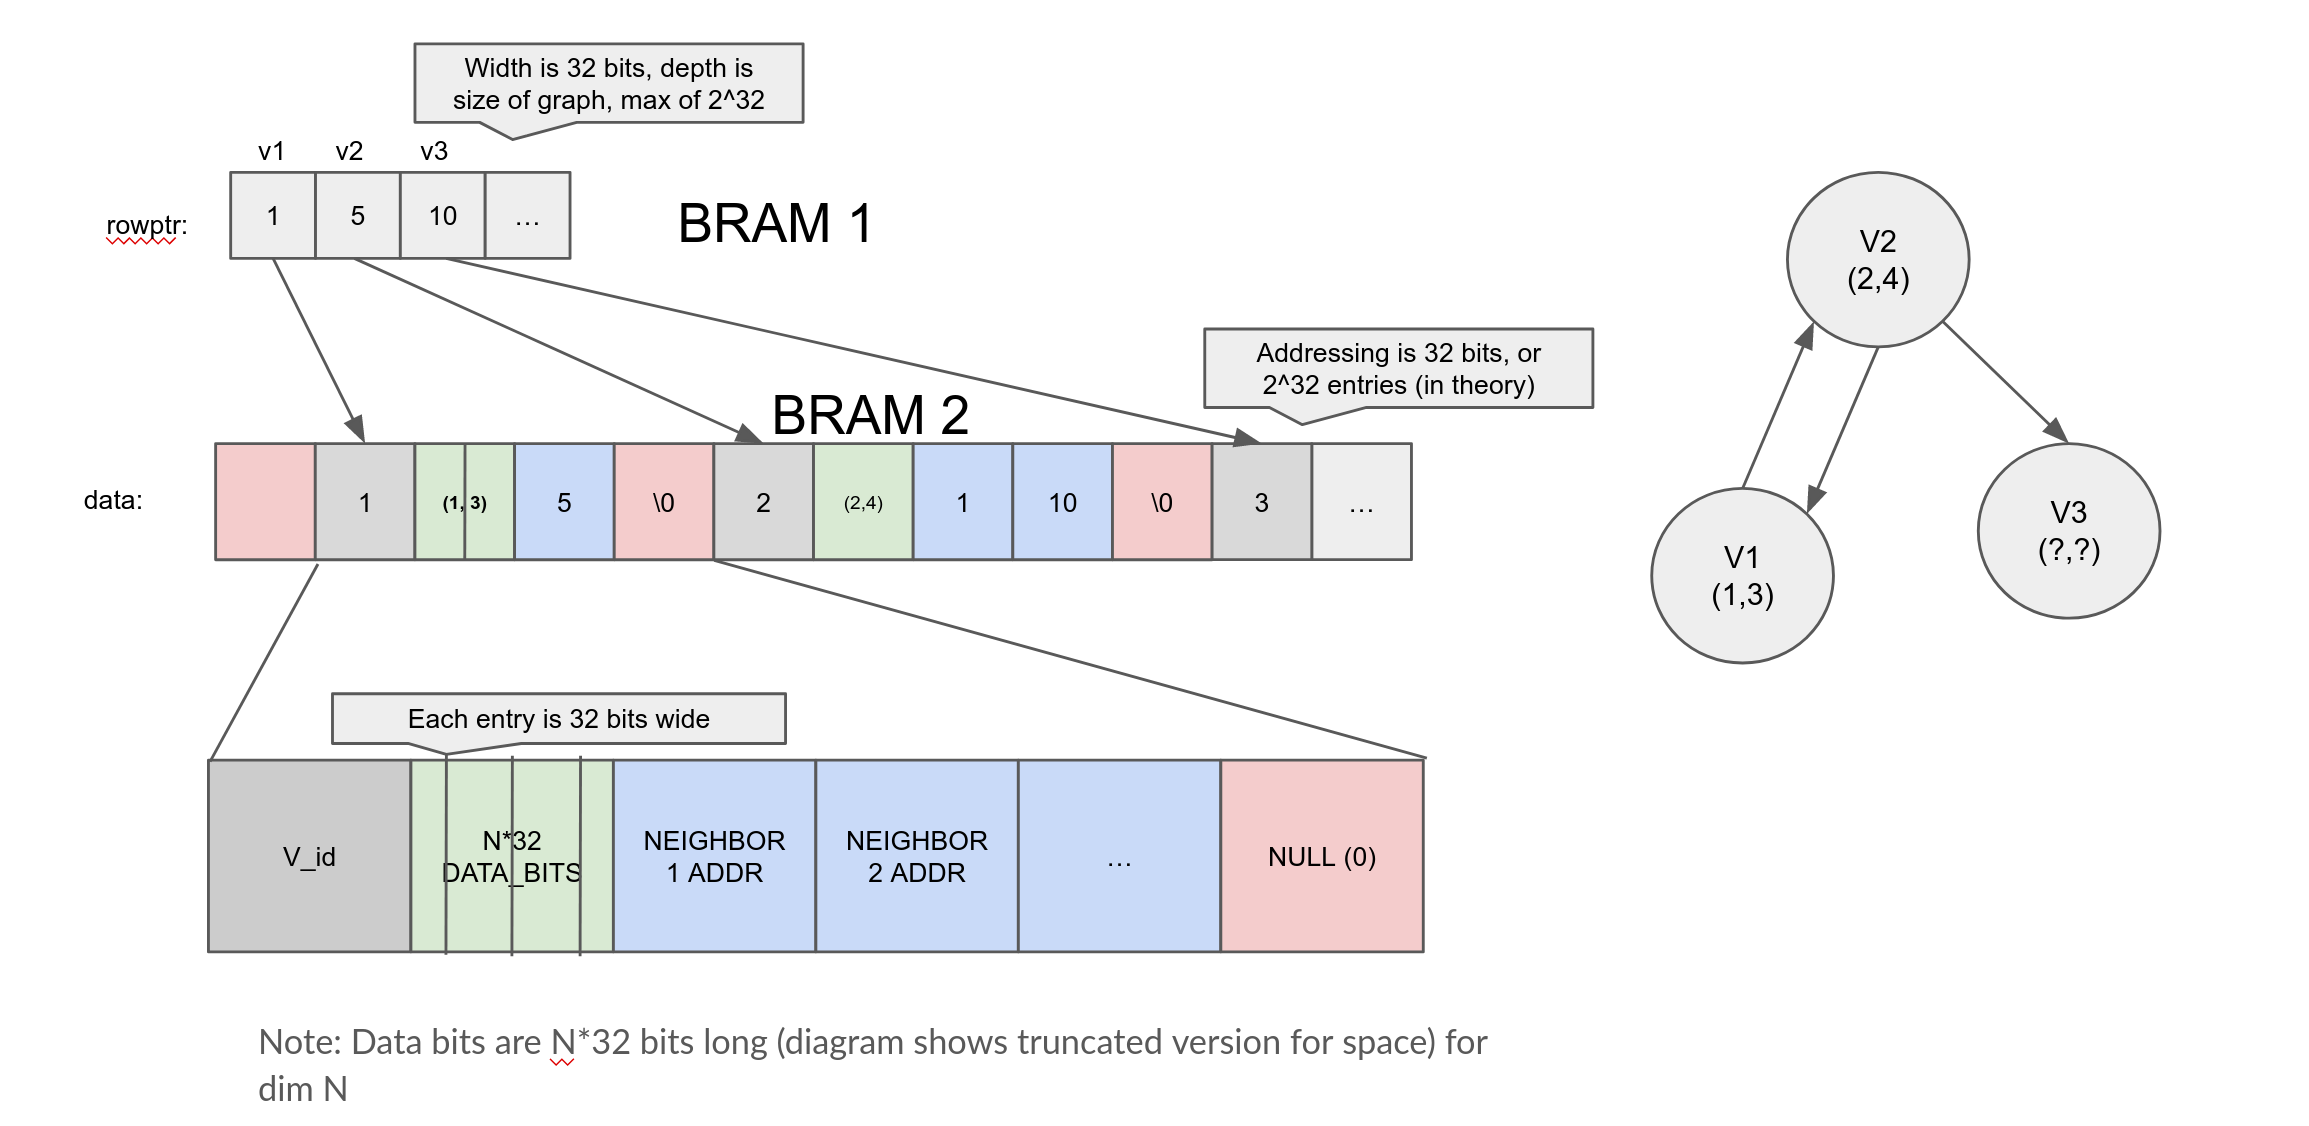 Width is 32 bits, depth is
size of graph, max of 2^32
v1 v2 v3
rowptr: 1 5 10 ...
BRAM 1
Addressing is 32 bits, or
2^32 entries (in theory)
BRAM 2
data: 1 (1, 3) 5 \0 2 (2,4) 1 10 \0 3 ...
Each entry is 32 bits wide
V_id
N*32
DATA_BITS
NEIGHBOR
1 ADDR
NEIGHBOR
2 ADDR
...
NULL (0)
Note: Data bits are N*32 bits long (diagram shows truncated version for space) for
dim N
V2
(2,4)
V1
(1,3)
V3
(?,?)